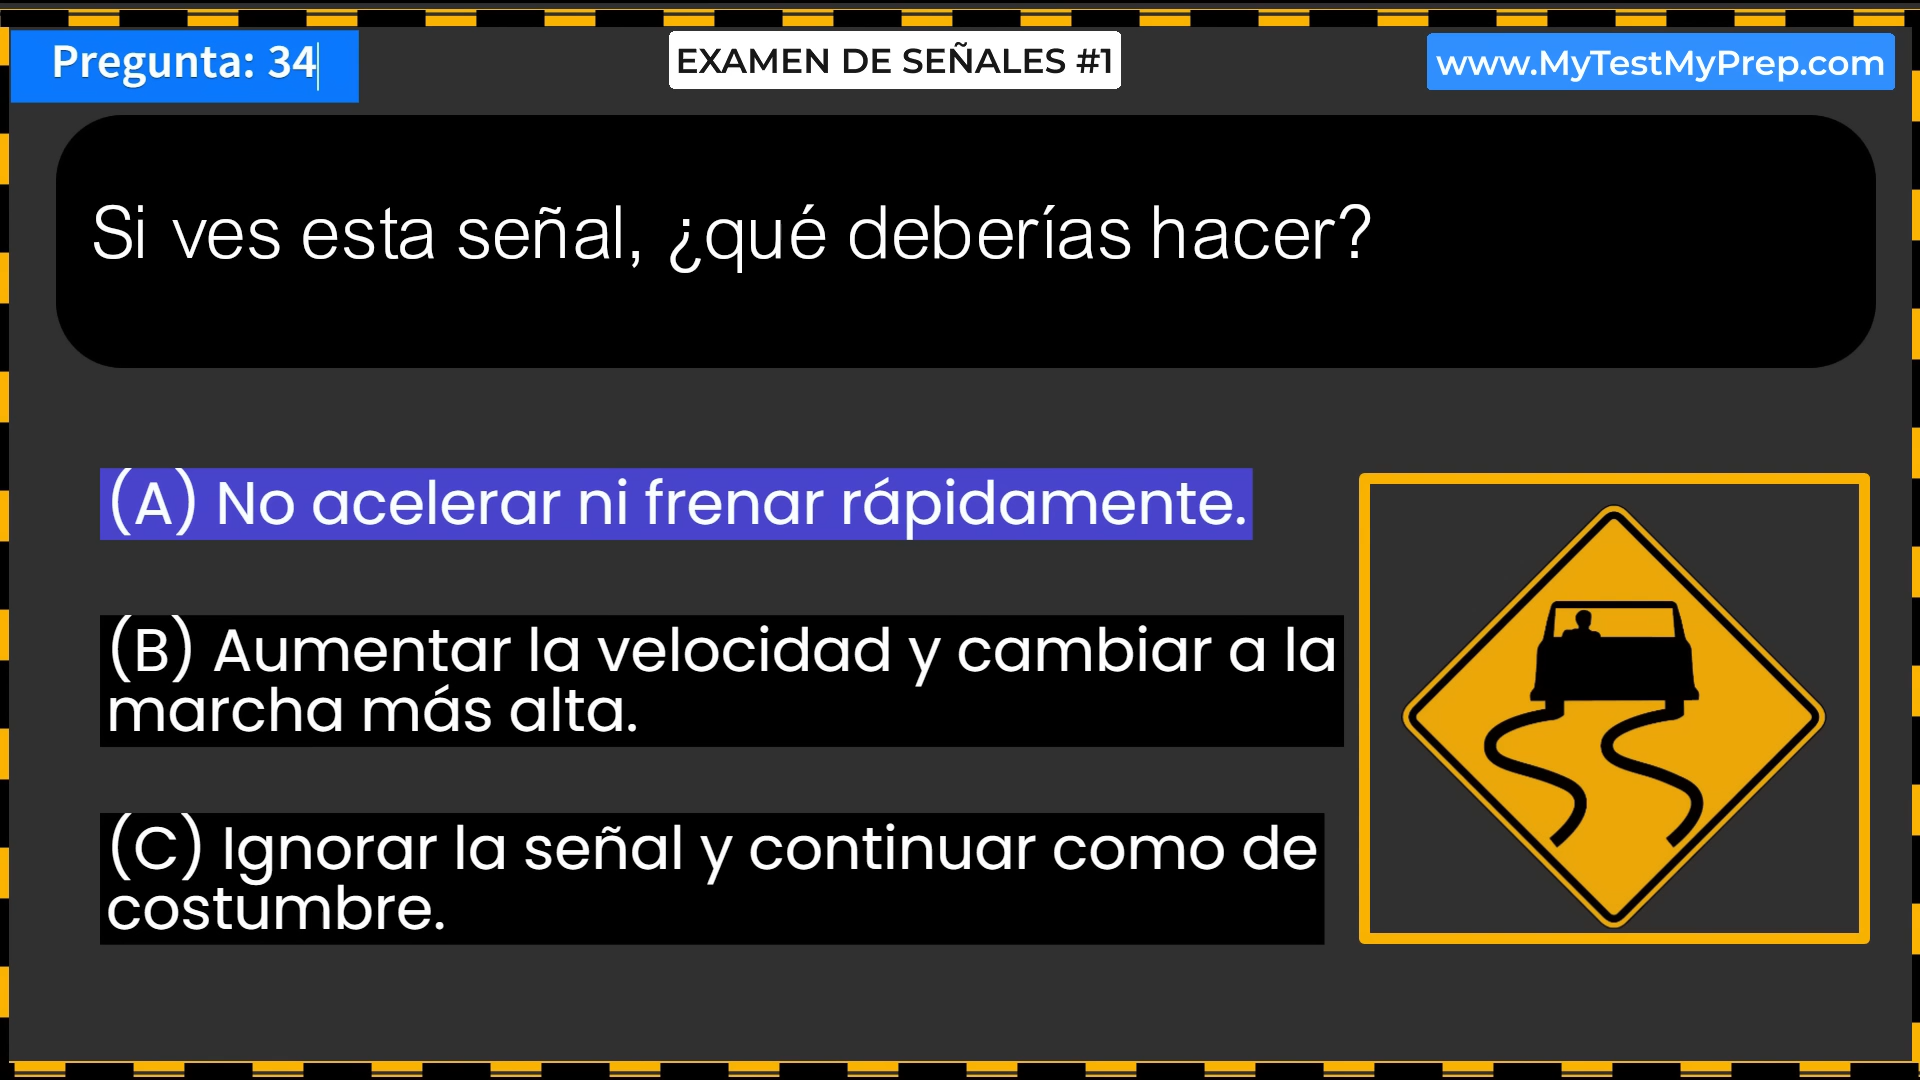 Pregunta: 34
EXAMEN DE SEÑALES #1
www.MyTestMyPrep.com
Si ves esta señal, ¿qué deberías hacer?
(A) No acelerar ni frenar rápidamente.
(B) Aumentar la velocidad y cambiar a la
marcha más alta.
(C) Ignorar la señal y continuar como de
costumbre.